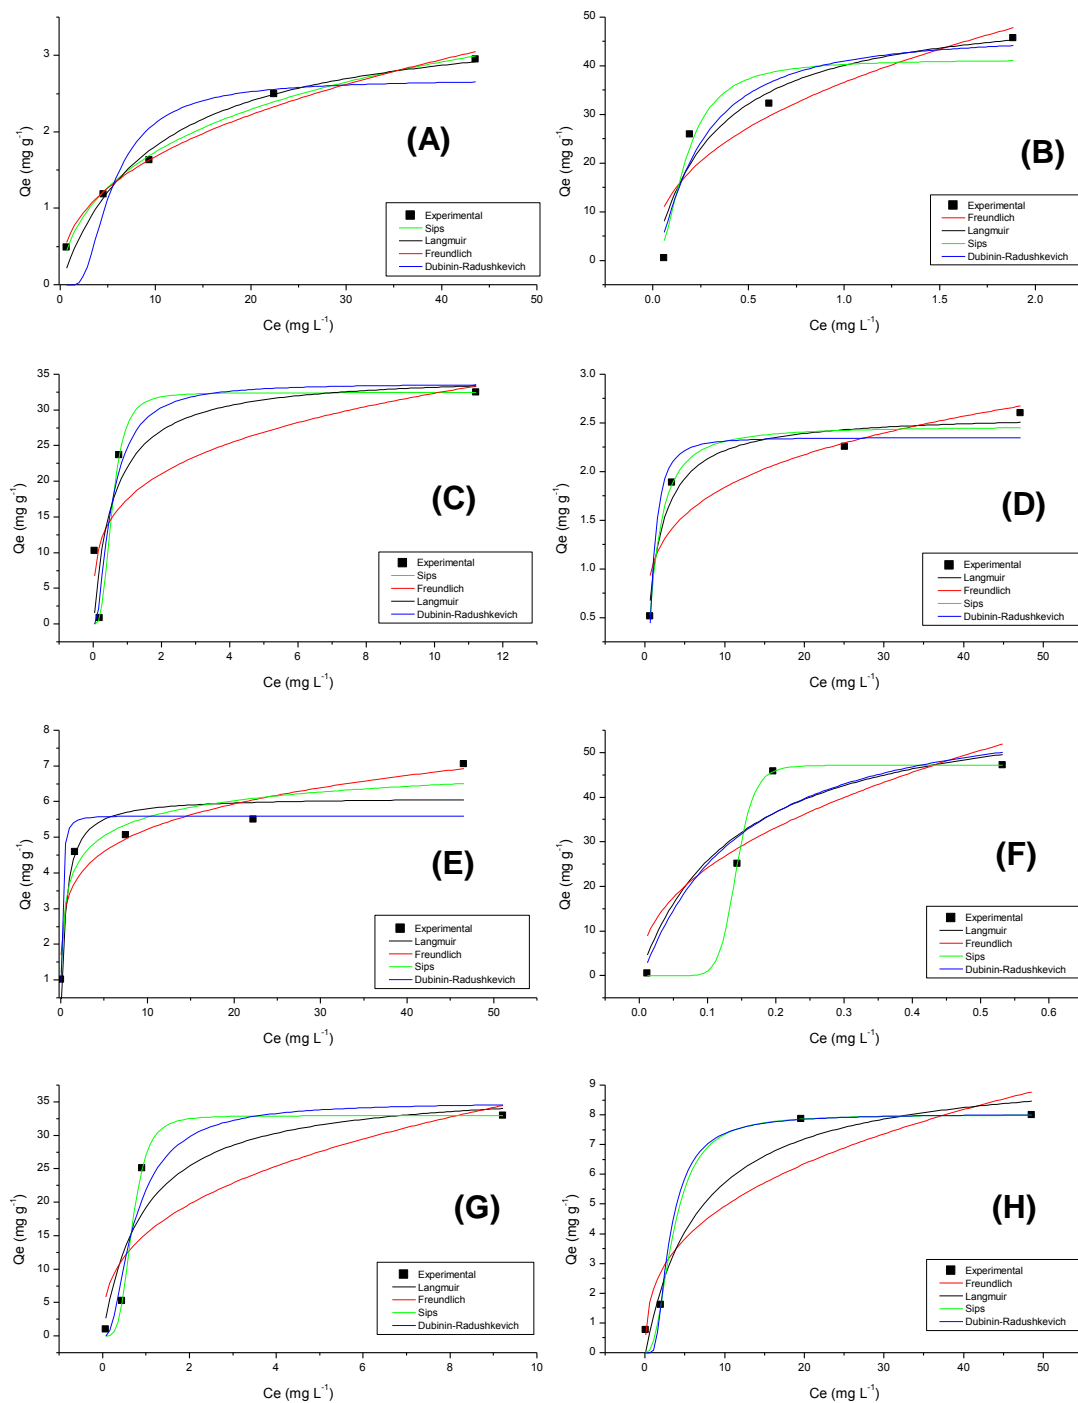 (A)
Qe (mg g⁻¹)
3
2
1
0
0 10 20 30 40 50
Ce (mg L⁻¹)
Experimental
Sips
Langmuir
Freundlich
Dubinin-Radushkevich
(B)
Qe (mg g⁻¹)
50
40
30
20
10
0
0.0 0.5 1.0 1.5 2.0
Ce (mg L⁻¹)
Experimental
Freundlich
Langmuir
Sips
Dubinin-Radushkevich
(C)
Qe (mg g⁻¹)
35
30
25
20
15
10
5
0
0 2 4 6 8 10 12
Ce (mg L⁻¹)
Experimental
Sips
Freundlich
Langmuir
Dubinin-Radushkevich
(D)
Qe (mg g⁻¹)
3.0
2.5
2.0
1.5
1.0
0.5
0 10 20 30 40 50
Ce (mg L⁻¹)
Experimental
Langmuir
Freundlich
Sips
Dubinin-Radushkevich
(E)
Qe (mg g⁻¹)
8
7
6
5
4
3
2
1
0 10 20 30 40 50
Ce (mg L⁻¹)
Experimental
Langmuir
Freundlich
Sips
Dubinin-Radushkevich
(F)
Qe (mg g⁻¹)
50
40
30
20
10
0
0.0 0.1 0.2 0.3 0.4 0.5 0.6
Ce (mg L⁻¹)
Experimental
Langmuir
Freundlich
Sips
Dubinin-Radushkevich
(G)
Qe (mg g⁻¹)
35
30
25
20
15
10
5
0
0 2 4 6 8 10
Ce (mg L⁻¹)
Experimental
Langmuir
Freundlich
Sips
Dubinin-Radushkevich
(H)
Qe (mg g⁻¹)
9
8
7
6
5
4
3
2
1
0
0 10 20 30 40 50
Ce (mg L⁻¹)
Experimental
Freundlich
Langmuir
Sips
Dubinin-Radushkevich